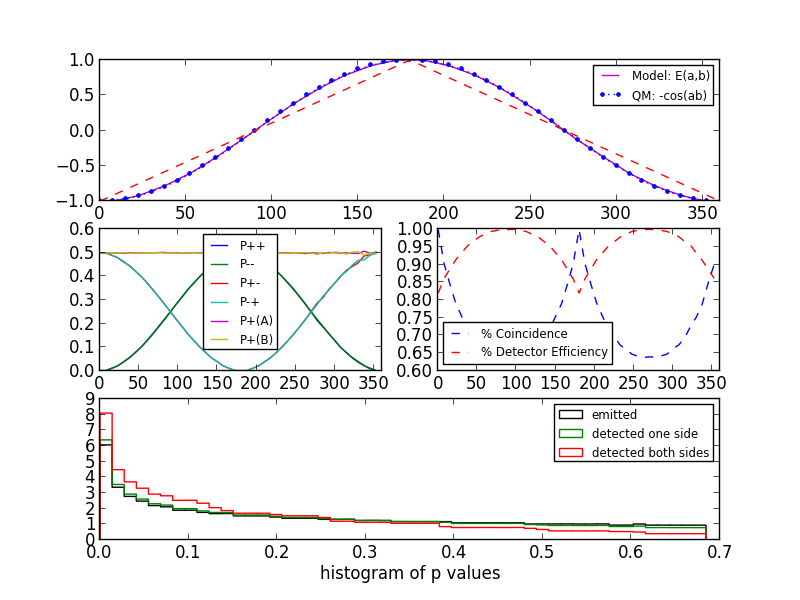 1.0
0.5
0.0
−0.5
−1.0
0 50 100 150 200 250 300 350
Model: E(a,b)
QM: -cos(ab)
0.6
0.5
0.4
0.3
0.2
0.1
0.0
0 50 100 150 200 250 300 350
P++
P--
P+-
P-+
P+(A)
P+(B)
1.00
0.95
0.90
0.85
0.80
0.75
0.70
0.65
0.60
0 50 100 150 200 250 300 350
% Coincidence
% Detector Efficiency
9
8
7
6
5
4
3
2
1
0
0.0 0.1 0.2 0.3 0.4 0.5 0.6 0.7
emitted
detected one side
detected both sides
histogram of p values